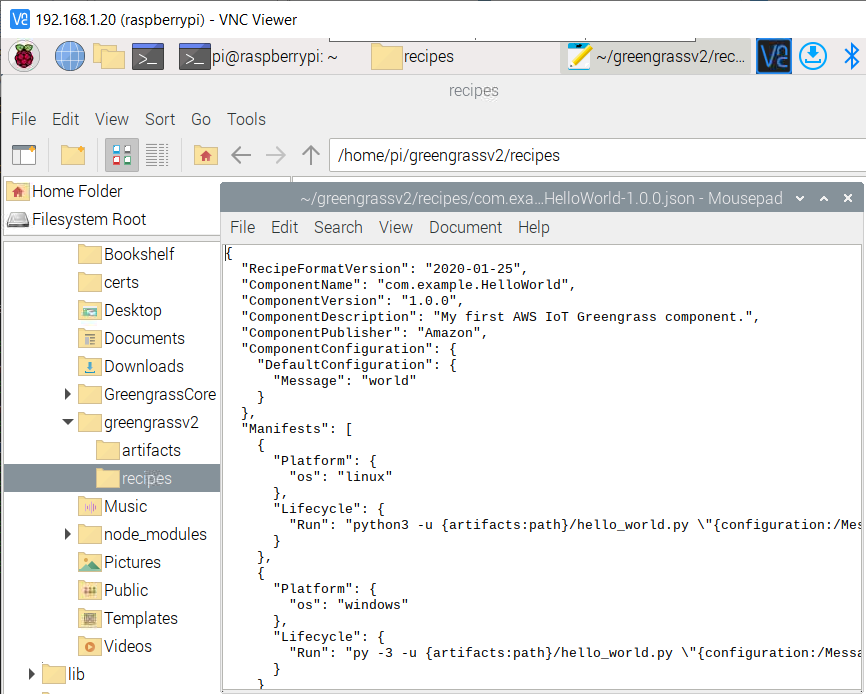 192.168.1.20 (raspberrypi) - VNC Viewer
pi@raspberrypi: ~
recipes
~/greengrassv2/rec...
recipes
File Edit View Sort Go Tools
/home/pi/greengrassv2/recipes
Home Folder
Filesystem Root
Bookshelf
certs
Desktop
Documents
Downloads
GreengrassCore
greengrassv2
artifacts
recipes
Music
node_modules
Pictures
Public
Templates
Videos
lib
~/greengrassv2/recipes/com.exa...HelloWorld-1.0.0.json - Mousepad
File Edit Search View Document Help
{
  "RecipeFormatVersion": "2020-01-25",
  "ComponentName": "com.example.HelloWorld",
  "ComponentVersion": "1.0.0",
  "ComponentDescription": "My first AWS IoT Greengrass component.",
  "ComponentPublisher": "Amazon",
  "ComponentConfiguration": {
    "DefaultConfiguration": {
      "Message": "world"
    }
  },
  "Manifests": [
    {
      "Platform": {
        "os": "linux"
      },
      "Lifecycle": {
        "Run": "python3 -u {artifacts:path}/hello_world.py \"{configuration:/Mes
      }
    },
    {
      "Platform": {
        "os": "windows"
      },
      "Lifecycle": {
        "Run": "py -3 -u {artifacts:path}/hello_world.py \"{configuration:/Messa
      }
    }